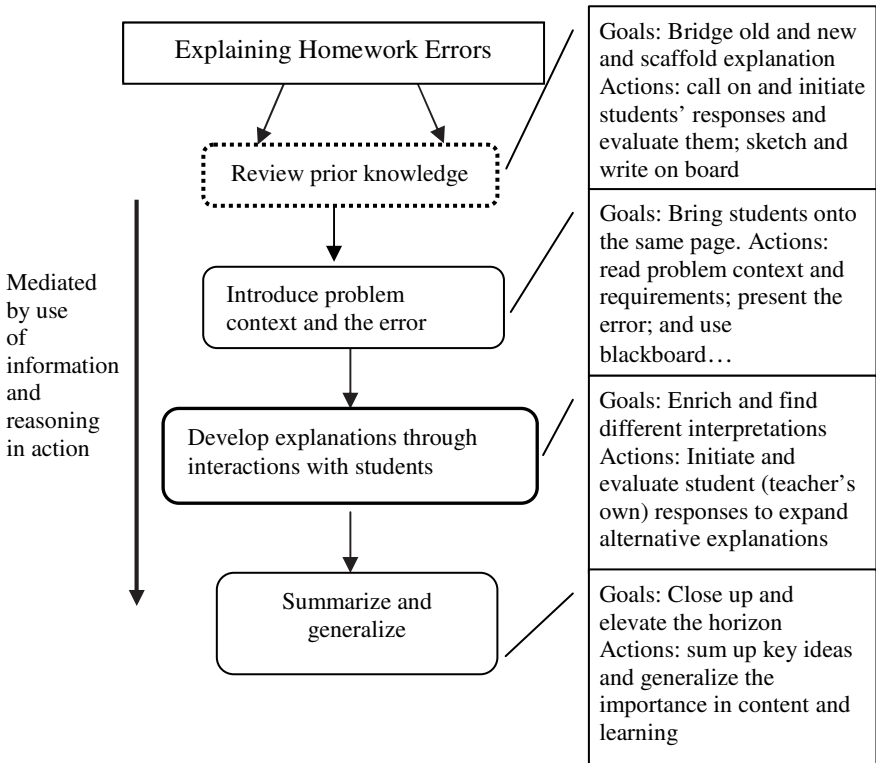 Explaining Homework Errors
Goals: Bridge old and new
and scaffold explanation
Actions: call on and initiate
students’ responses and
evaluate them; sketch and
write on board
Review prior knowledge
Goals: Bring students onto
the same page. Actions:
read problem context and
requirements; present the
error; and use
blackboard…
Introduce problem
context and the error
Mediated
by use
of
information
and
reasoning
in action
Goals: Enrich and find
different interpretations
Actions: Initiate and
evaluate student (teacher’s
own) responses to expand
alternative explanations
Develop explanations through
interactions with students
Goals: Close up and
elevate the horizon
Actions: sum up key ideas
and generalize the
importance in content and
learning
Summarize and
generalize